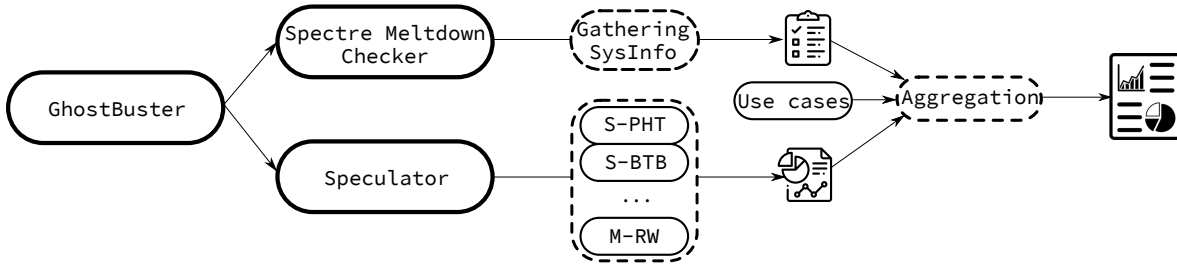 GhostBuster
Spectre Meltdown
Checker
Gathering
SysInfo
Speculator
S-PHT
S-BTB
...
M-RW
Use cases
Aggregation